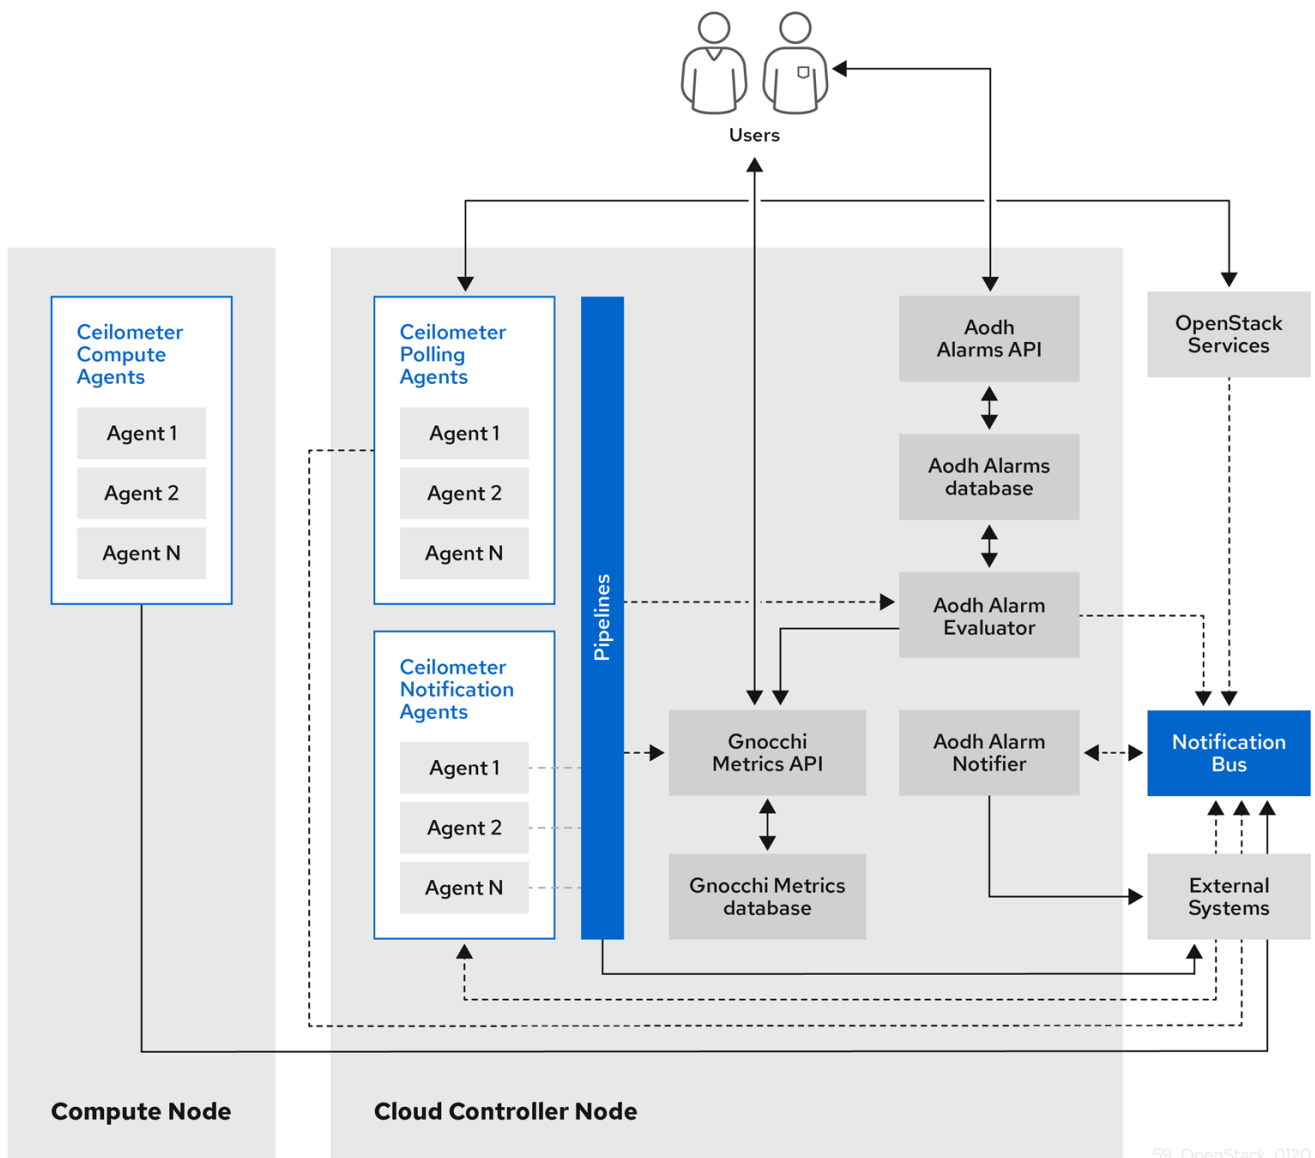 Users
Ceilometer
Compute
Agents
Agent 1
Agent 2
Agent N
Ceilometer
Polling
Agents
Agent 1
Agent 2
Agent N
Ceilometer
Notification
Agents
Agent 1
Agent 2
Agent N
Pipelines
Aodh
Alarms API
Aodh Alarms
database
Aodh Alarm
Evaluator
Gnocchi
Metrics API
Gnocchi Metrics
database
Aodh Alarm
Notifier
OpenStack
Services
Notification
Bus
External
Systems
Compute Node
Cloud Controller Node
59_OpenStack_0120